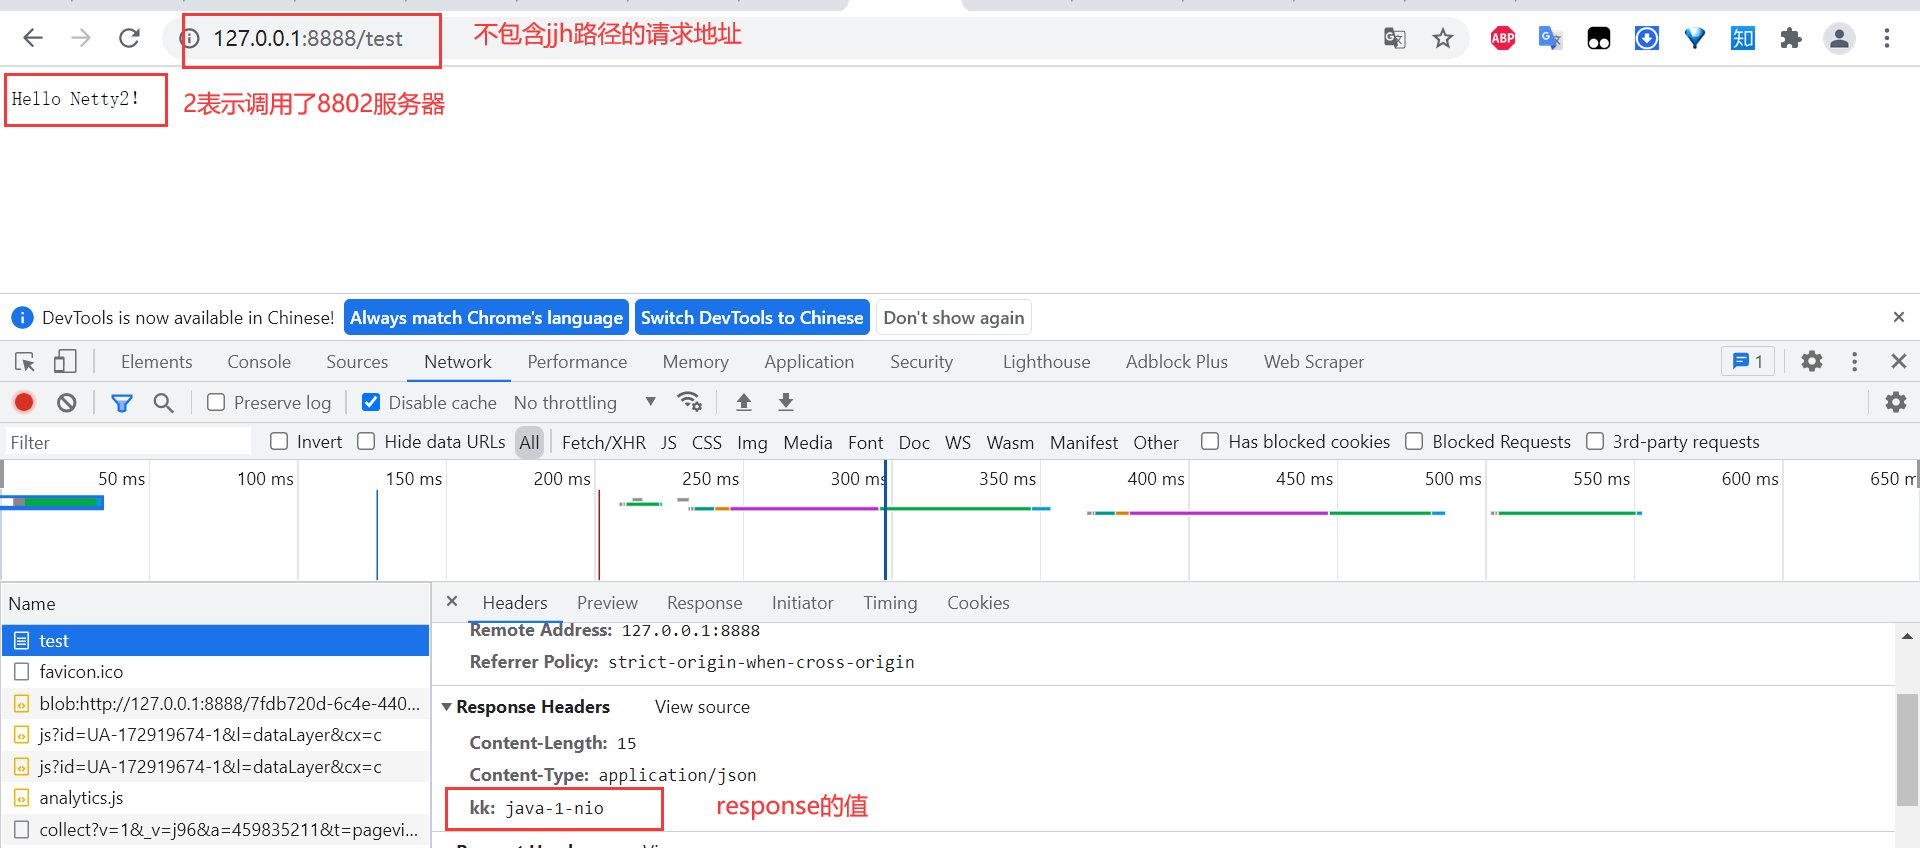 127.0.0.1:8888/test
不包含jjh路径的请求地址
ABP
知
Hello Netty2!
2表示调用了8802服务器
DevTools is now available in Chinese! Always match Chrome's language Switch DevTools to Chinese Don't show again
Elements Console Sources Network Performance Memory Application Security Lighthouse Adblock Plus Web Scraper 1
Preserve log Disable cache No throttling
Filter Invert Hide data URLs All Fetch/XHR JS CSS Img Media Font Doc WS Wasm Manifest Other Has blocked cookies Blocked Requests 3rd-party requests
50 ms 100 ms 150 ms 200 ms 250 ms 300 ms 350 ms 400 ms 450 ms 500 ms 550 ms 600 ms 650 m
Name
Headers Preview Response Initiator Timing Cookies
test
favicon.ico
blob:http://127.0.0.1:8888/7fdb720d-6c4e-440...
js?id=UA-172919674-1&l=dataLayer&cx=c
js?id=UA-172919674-1&l=dataLayer&cx=c
analytics.js
collect?v=1&_v=j96&a=459835211&t=pagevi...
Remote Address: 127.0.0.1:8888
Referrer Policy: strict-origin-when-cross-origin
Response Headers View source
Content-Length: 15
Content-Type: application/json
kk: java-1-nio
response的值